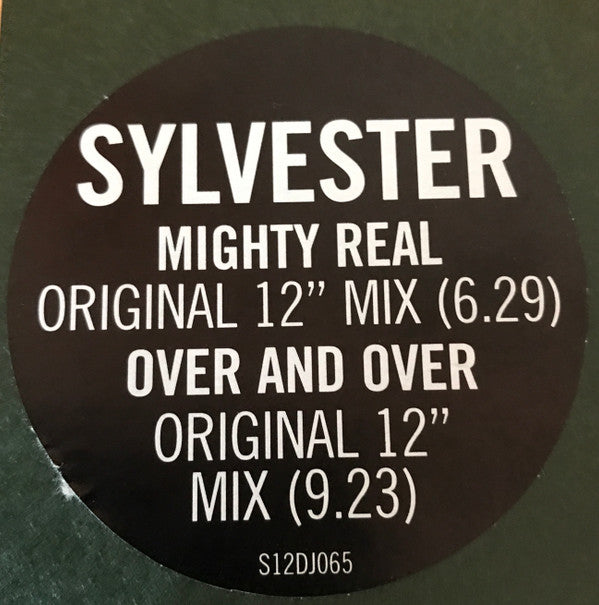 SYLVESTER
MIGHTY REAL
ORIGINAL 12” MIX (6.29)
OVER AND OVER
ORIGINAL 12”
MIX (9.23)
S12DJ065